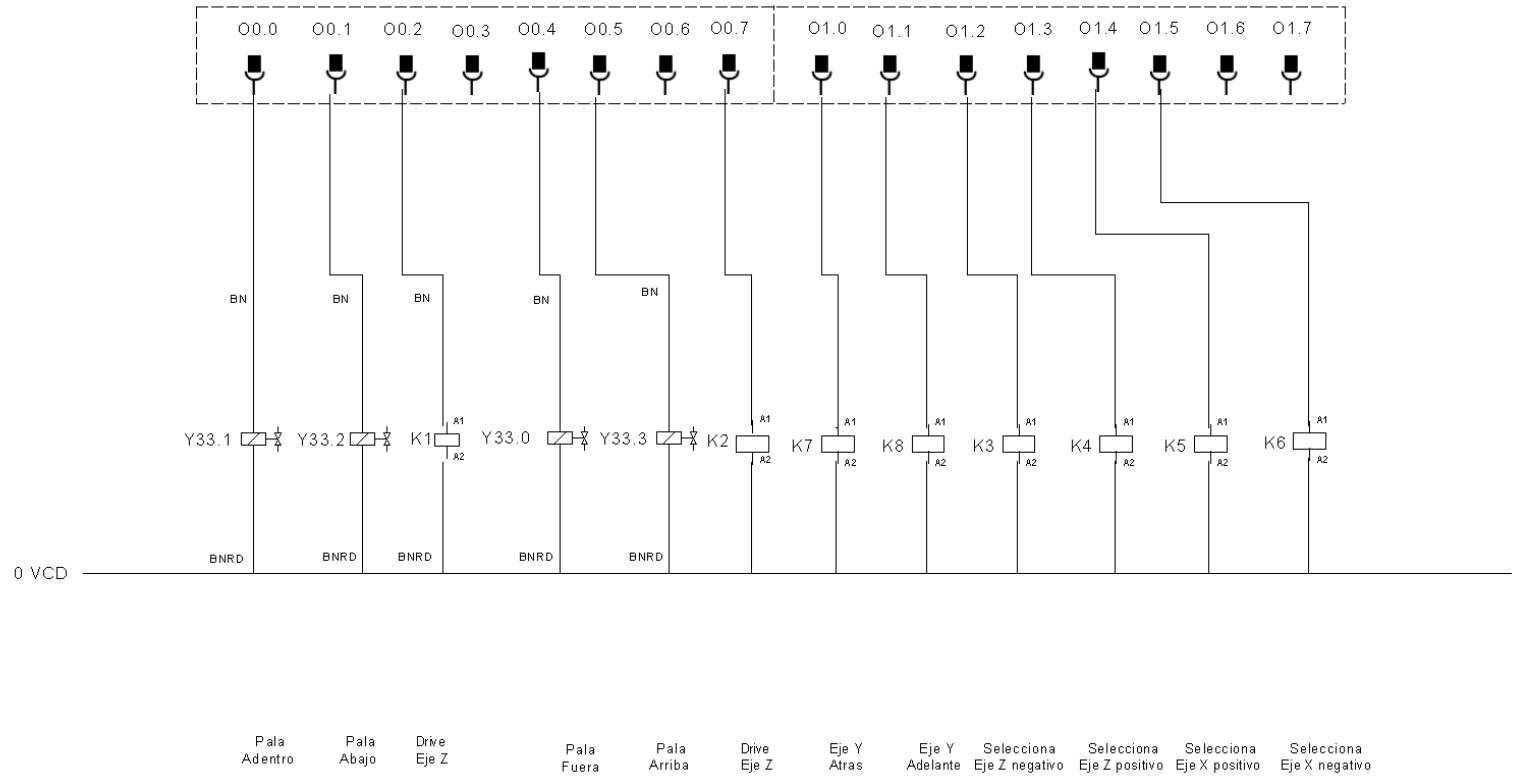 O0.0 O0.1 O0.2 O0.3 O0.4 O0.5 O0.6 O0.7 O1.0 O1.1 O1.2 O1.3 O1.4 O1.5 O1.6 O1.7
BN BN BN BN BN
A1 A1 A1 A1 A1 A1 A1 A1
Y33.1 Y33.2 K1 Y33.0 Y33.3 K2 K7 K8 K3 K4 K5 K6
A2 A2 A2 A2 A2 A2 A2 A2
BNRD BNRD BNRD BNRD BNRD
0 VCD
Pala Pala Drive Pala Pala Drive Eje Y Eje Y Selecciona Selecciona Selecciona Selecciona
Adentro Abajo Eje Z Fuera Arriba Eje Z Atras Adelante Eje Z negativo Eje Z positivo Eje X positivo Eje X negativo